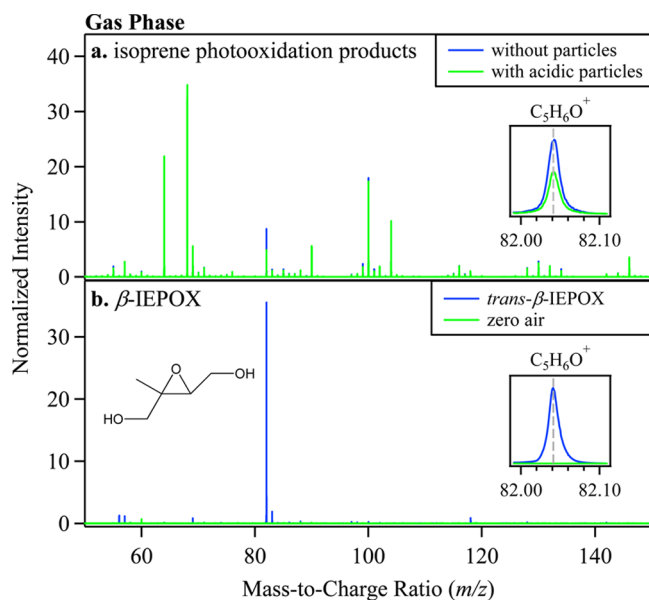 Gas Phase
a. isoprene photooxidation products
without particles
with acidic particles
C5H6O+
82.00 82.10
40
30
20
10
0
Normalized Intensity
b. β-IEPOX
trans-β-IEPOX
zero air
C5H6O+
82.00 82.10
O
OH
HO
30
20
10
0
60 80 100 120 140
Mass-to-Charge Ratio (m/z)